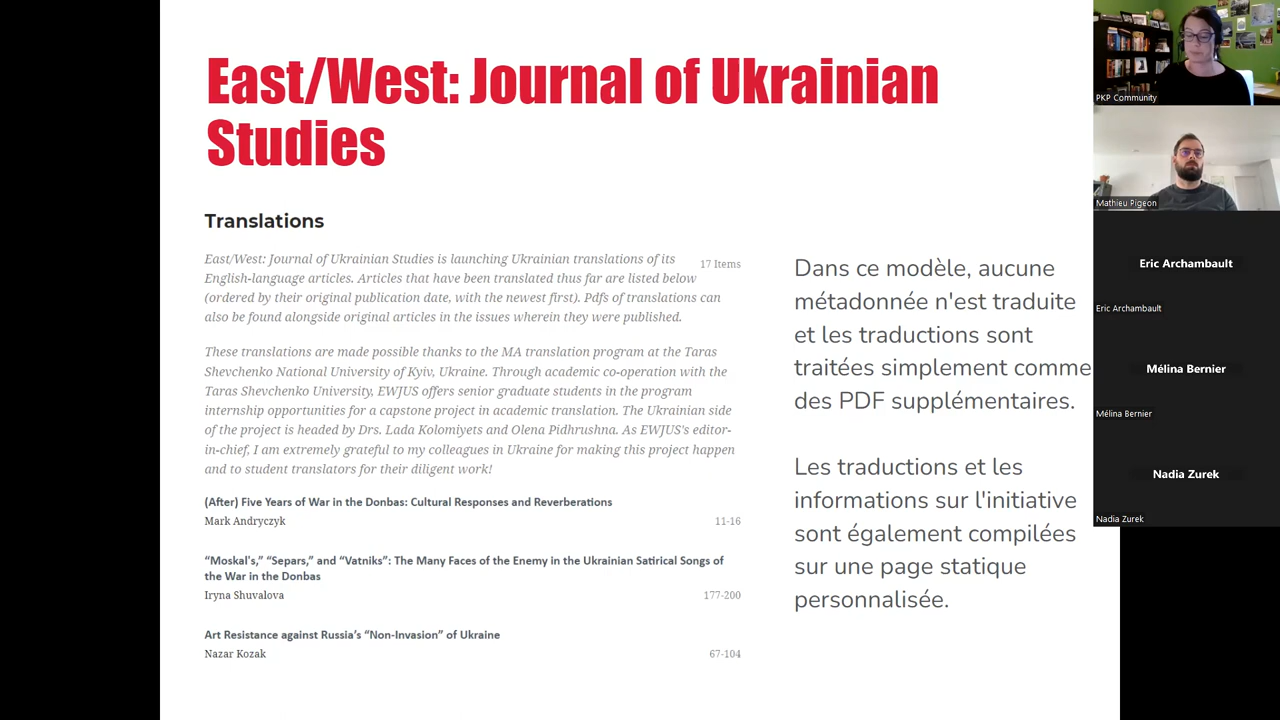 East/West: Journal of Ukrainian
Studies
Translations
East/West: Journal of Ukrainian Studies is launching Ukrainian translations of its
17 Items
English-language articles. Articles that have been translated thus far are listed below
(ordered by their original publication date, with the newest first). Pdfs of translations can
also be found alongside original articles in the issues wherein they were published.
These translations are made possible thanks to the MA translation program at the Taras
Shevchenko National University of Kyiv, Ukraine. Through academic co-operation with the
Taras Shevchenko University, EWJUS offers senior graduate students in the program
internship opportunities for a capstone project in academic translation. The Ukrainian side
of the project is headed by Drs. Lada Kolomiyets and Olena Pidhrushna. As EWJUS's editor-
in-chief, I am extremely grateful to my colleagues in Ukraine for making this project happen
and to student translators for their diligent work!
(After) Five Years of War in the Donbas: Cultural Responses and Reverberations
Mark Andryczyk
11-16
“Moskal's,” “Separs,” and “Vatniks”: The Many Faces of the Enemy in the Ukrainian Satirical Songs of
the War in the Donbas
Iryna Shuvalova
177-200
Art Resistance against Russia’s “Non-Invasion” of Ukraine
Nazar Kozak
67-104
Dans ce modèle, aucune
métadonnée n'est traduite
et les traductions sont
traitées simplement comme
des PDF supplémentaires.
Les traductions et les
informations sur l'initiative
sont également compilées
sur une page statique
personnalisée.
PKP Community
Mathieu Pigeon
Eric Archambault
Eric Archambault
Mélina Bernier
Mélina Bernier
Nadia Zurek
Nadia Zurek